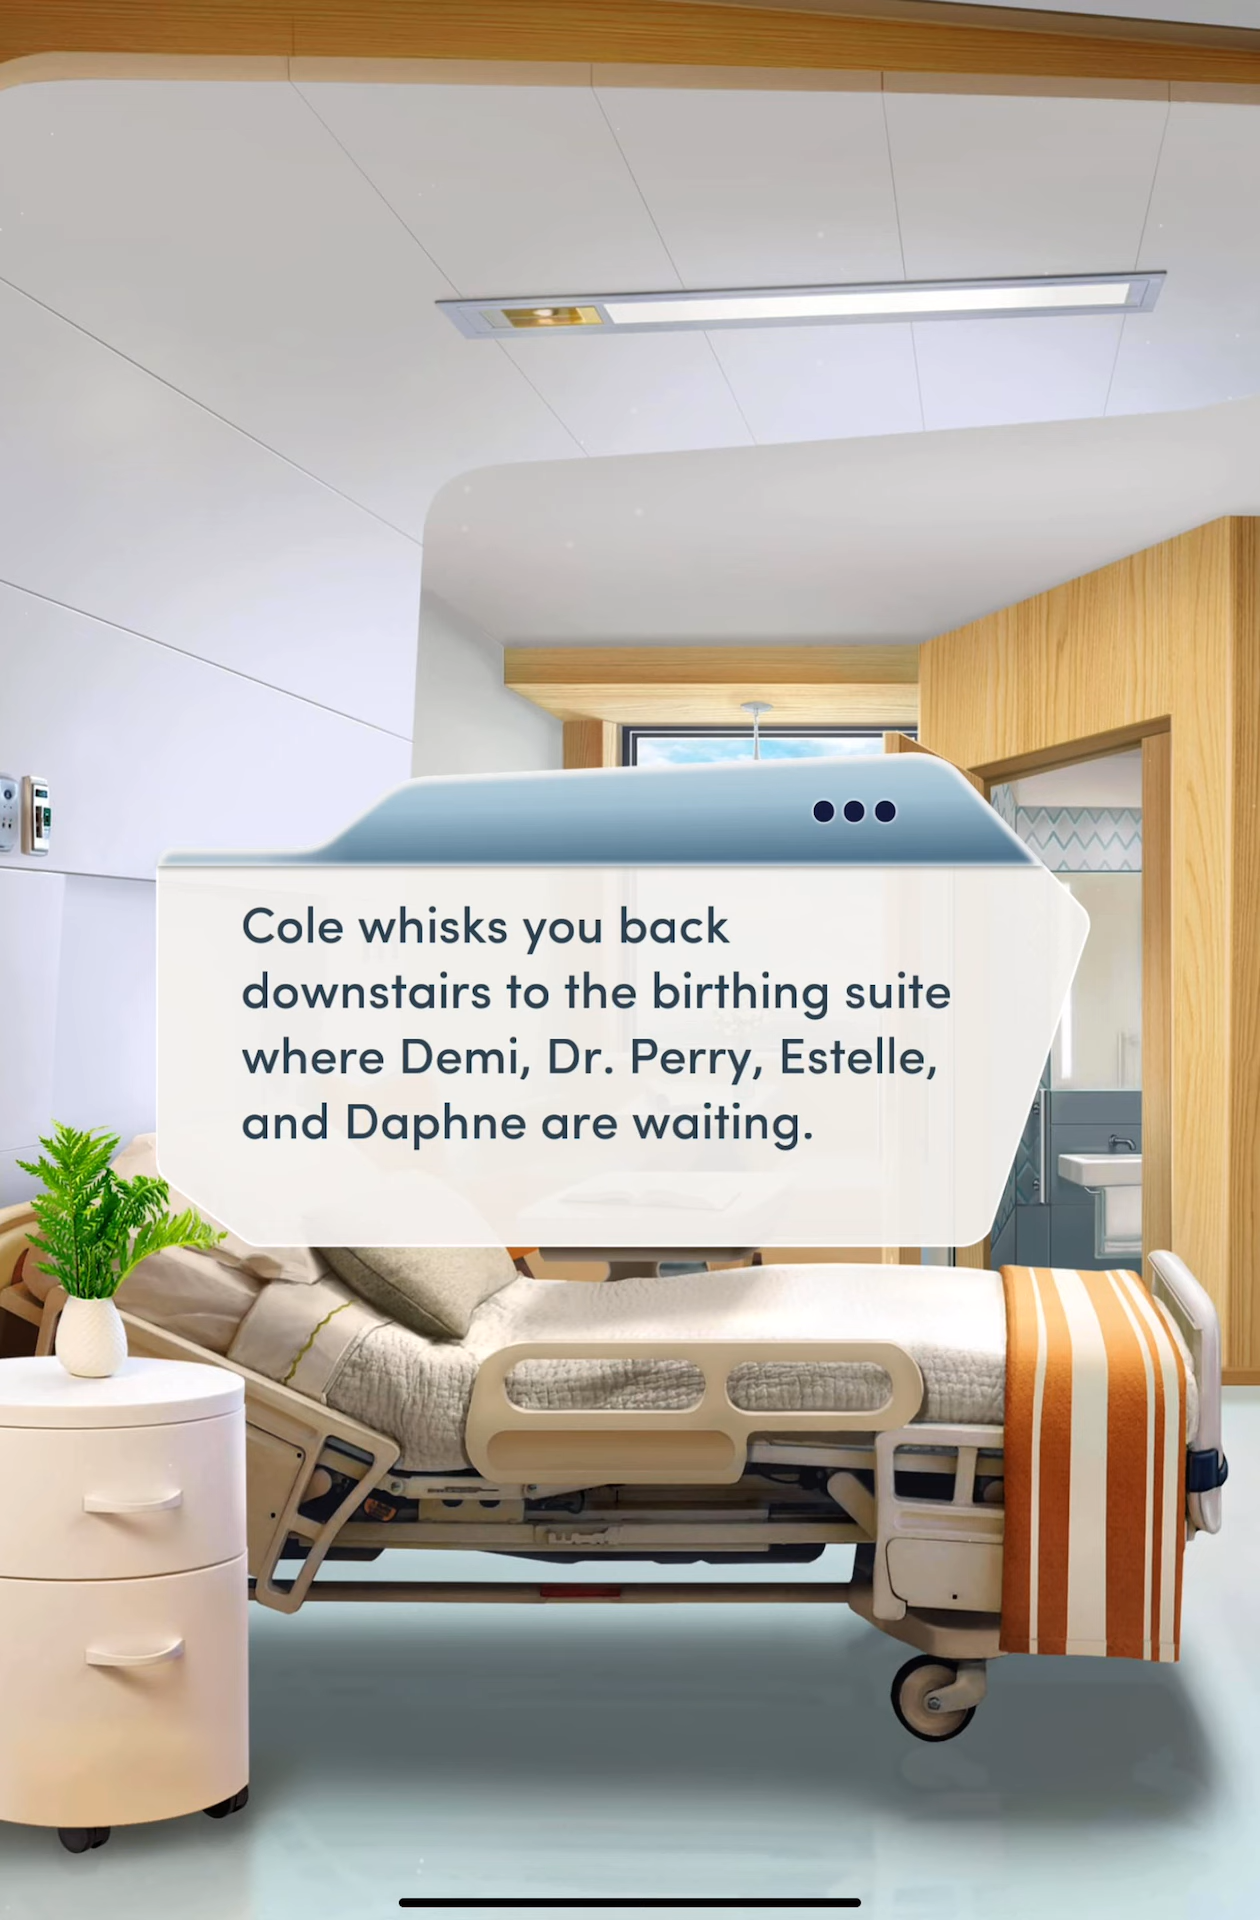 Cole whisks you back
downstairs to the birthing suite
where Demi, Dr. Perry, Estelle,
and Daphne are waiting.